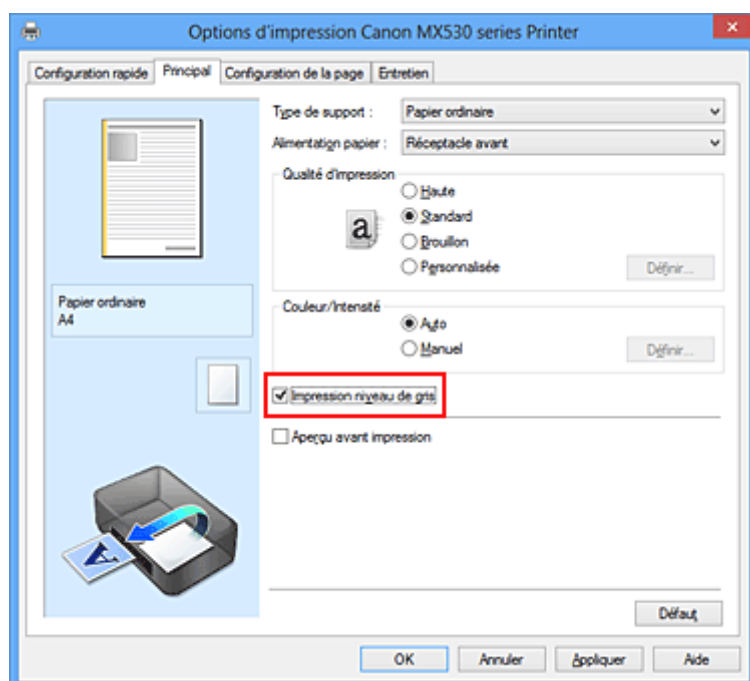 Options d'impression Canon MX530 series Printer
Configuration rapide Principal Configuration de la page Entretien
Type de support : Papier ordinaire
Alimentation papier : Réceptacle avant
Qualité d'impression
Haute
a Standard
Brouillon
Personnalisée Définir...
Papier ordinaire
A4
Couleur/Intensité
Auto
Manuel Définir...
Impression niveau de gris
Aperçu avant impression
A
Défaut
OK Annuler Appliquer Aide